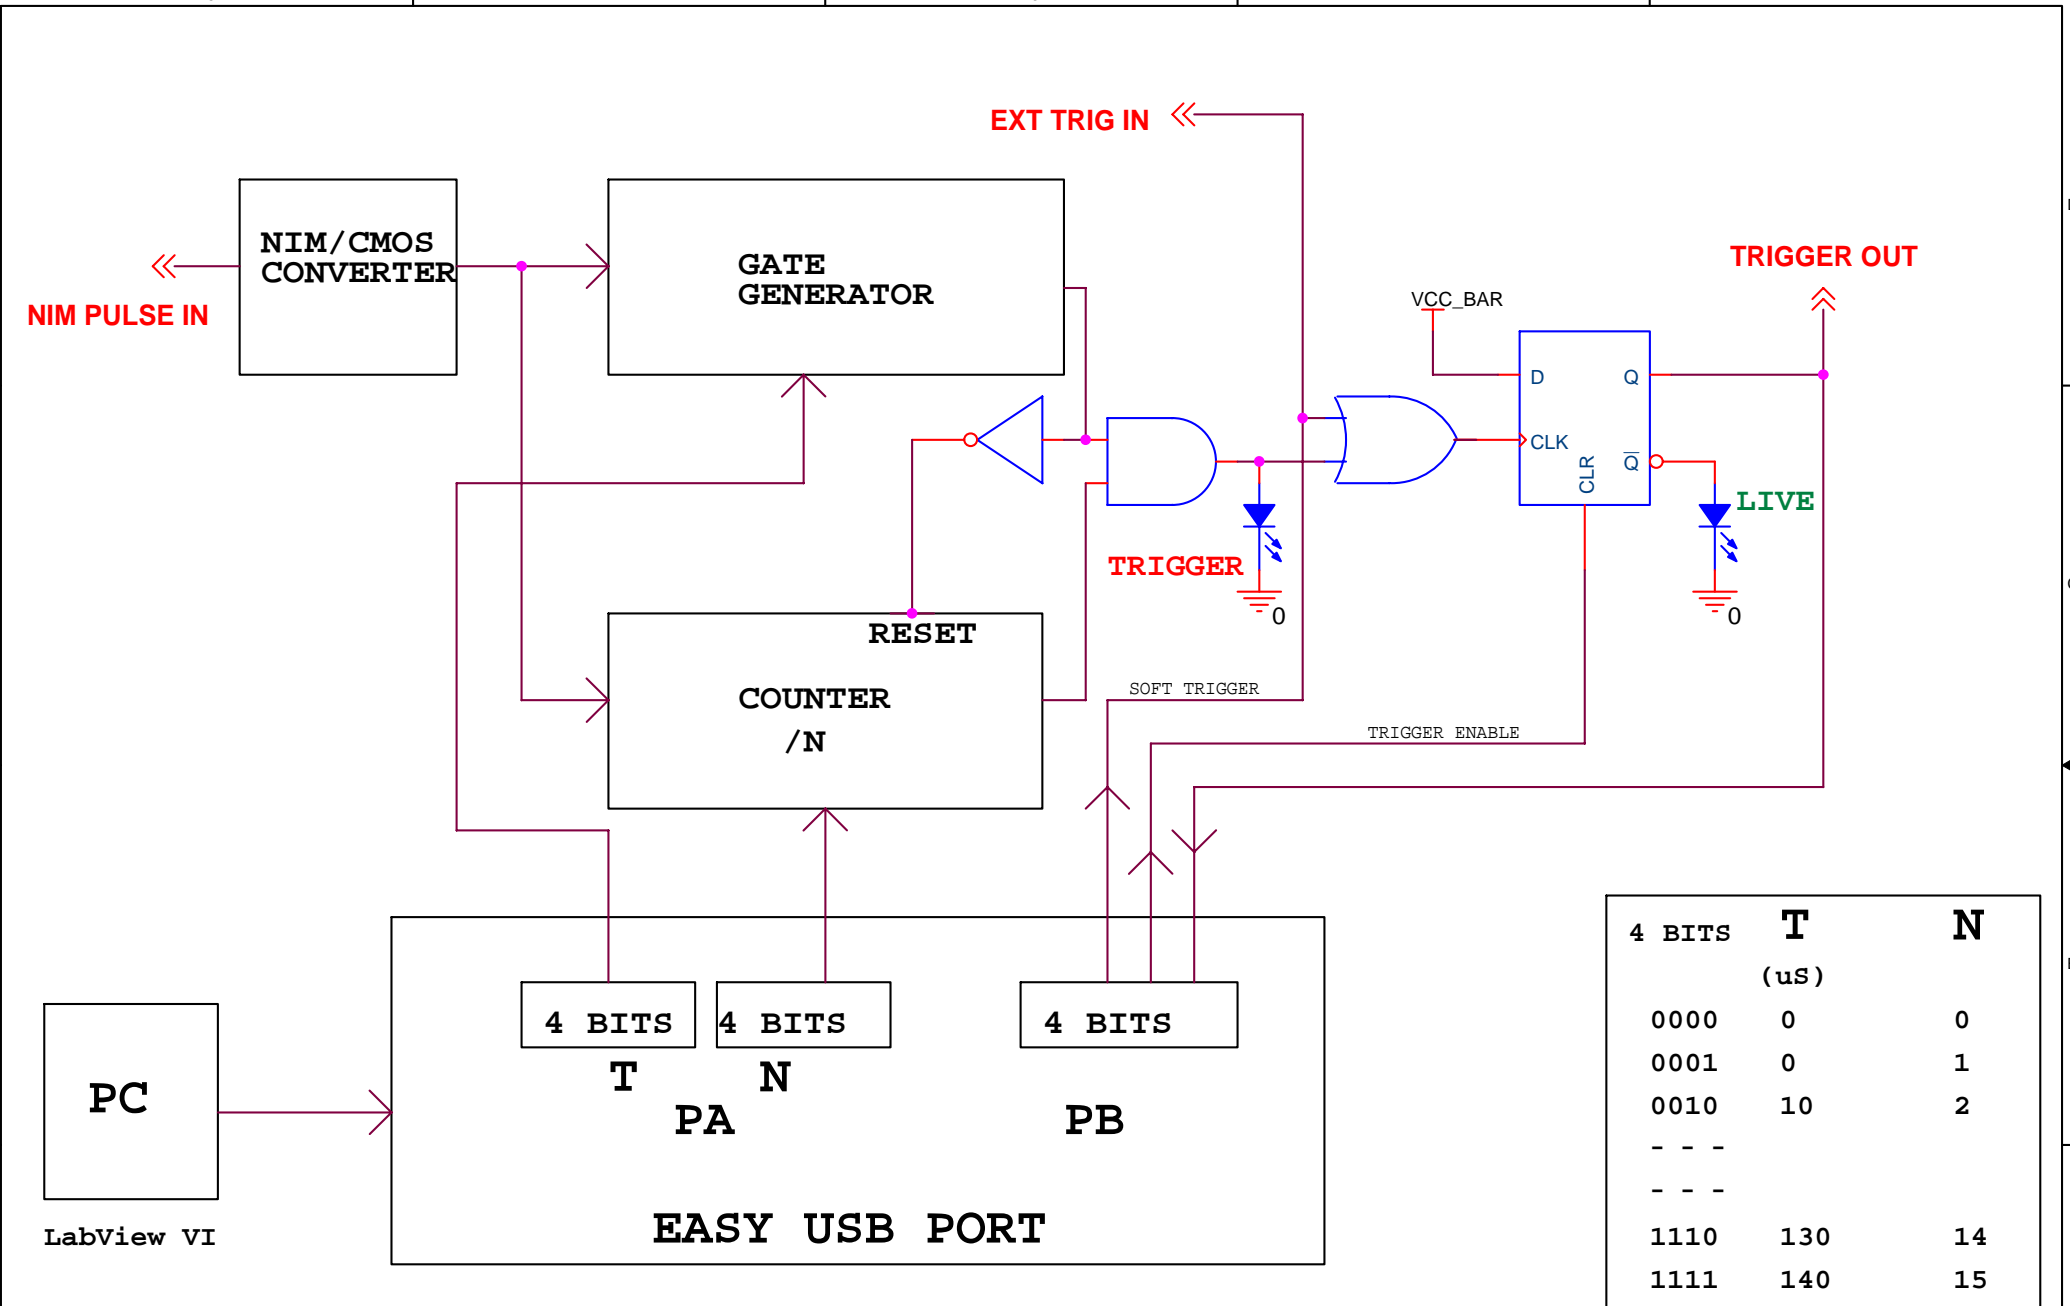 EXT TRIG IN
NIM/CMOS
CONVERTER
GATE
GENERATOR
TRIGGER OUT
NIM PULSE IN
VCC_BAR
D
Q
CLK
CLR
Q
LIVE
TRIGGER
0
0
RESET
COUNTER
/N
SOFT TRIGGER
TRIGGER ENABLE
4 BITS
4 BITS
4 BITS
T
N
PA
PB
EASY USB PORT
PC
LabView VI
4 BITS T N
(uS)
0000 0 0
0001 0 1
0010 10 2
- - -
- - -
1110 130 14
1111 140 15